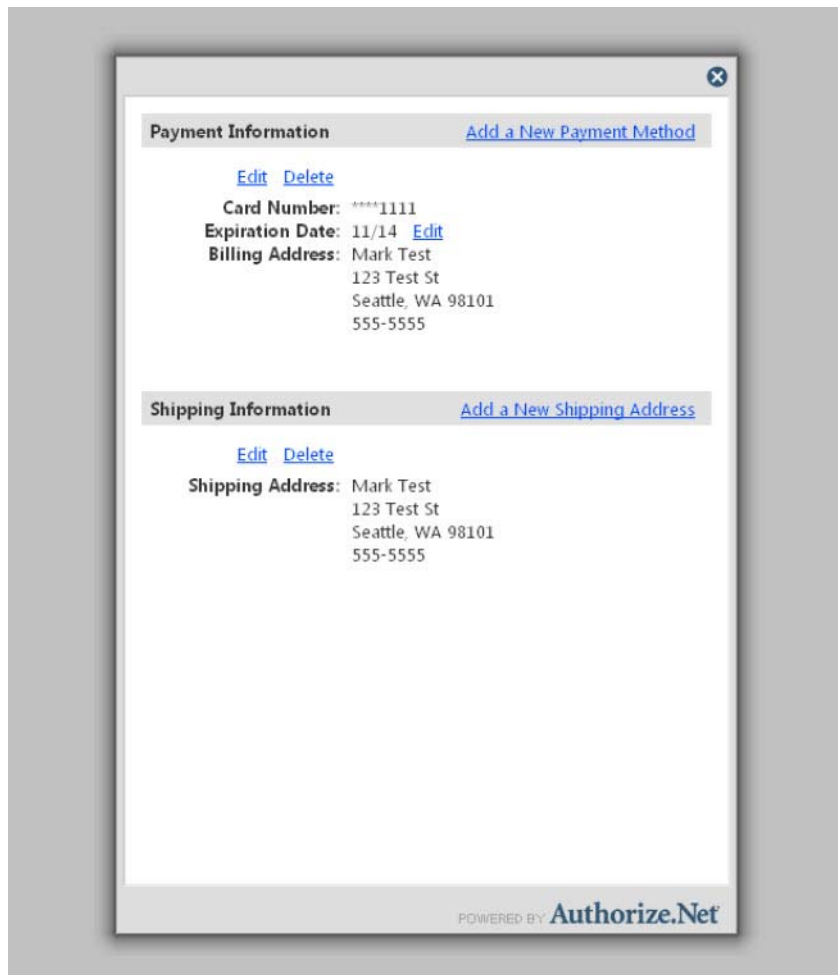 Payment Information Add a New Payment Method
Edit Delete
Card Number: ****1111
Expiration Date: 11/14 Edit
Billing Address: Mark Test
123 Test St
Seattle, WA 98101
555-5555
Shipping Information Add a New Shipping Address
Edit Delete
Shipping Address: Mark Test
123 Test St
Seattle, WA 98101
555-5555
POWERED BY Authorize.Net